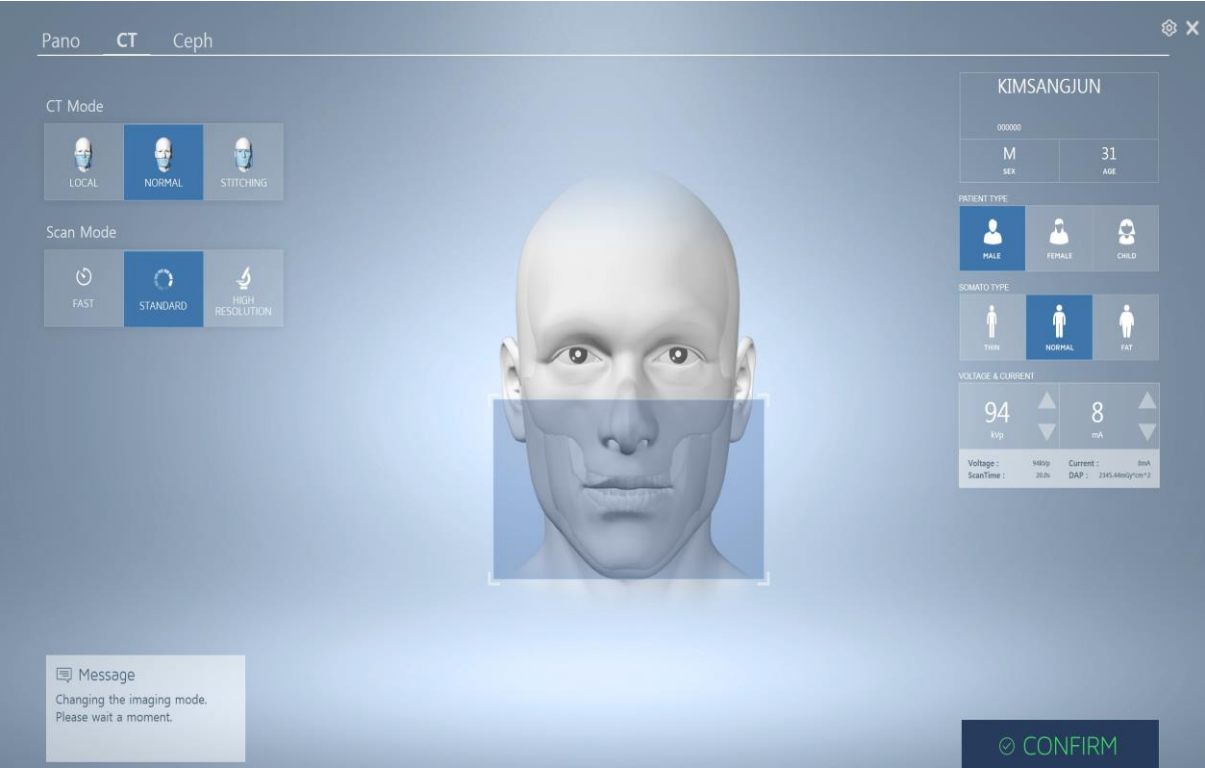 Pano CT Ceph
CT Mode
LOCAL NORMAL STITCHING
Scan Mode
FAST STANDARD HIGH RESOLUTION
Message
Changing the imaging mode.
Please wait a moment.
KIMSANGJUN
000000
M 31
SEX AGE
PATIENT TYPE
MALE FEMALE CHILD
SOMATO TYPE
THIN NORMAL FAT
VOLTAGE & CURRENT
94 8
kVp mA
Voltage : 94kVp Current : 8mA
ScanTime : 20.0s DAP :
CONFIRM